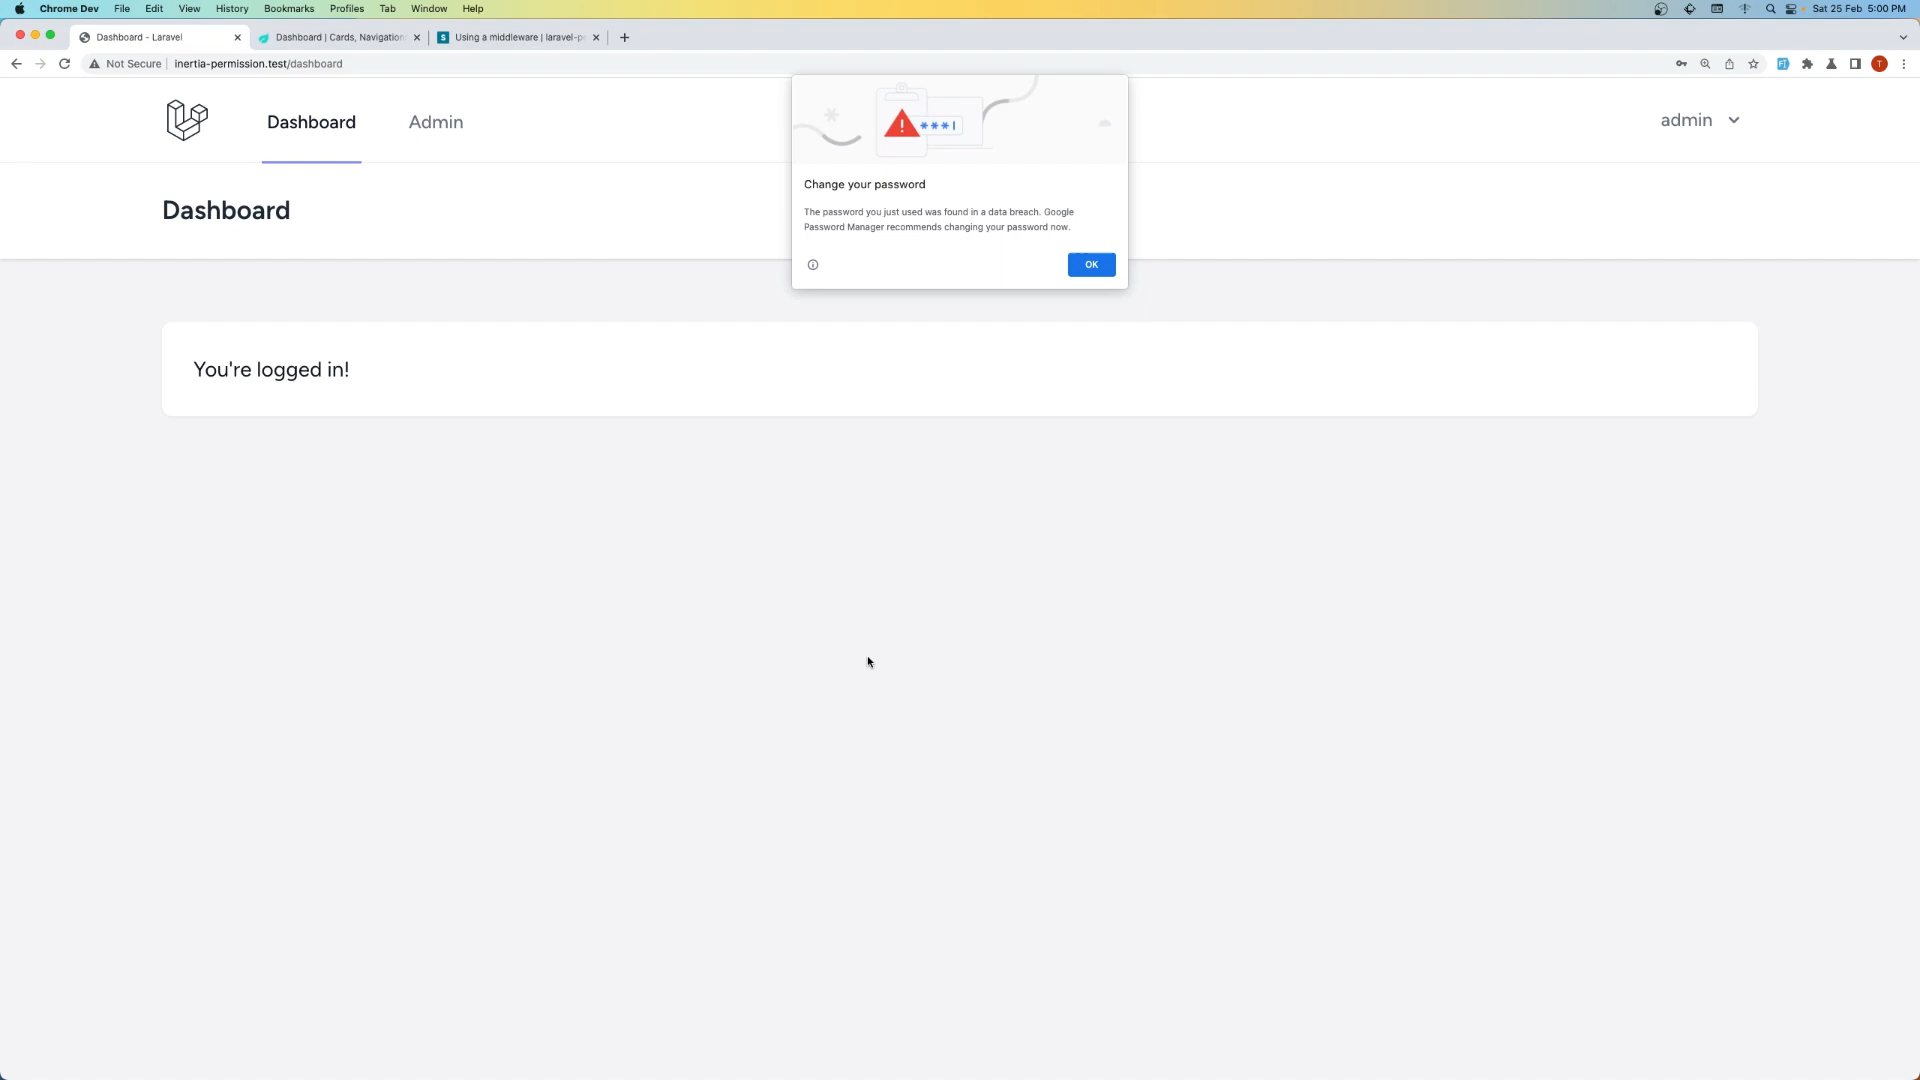 Chrome Dev File Edit View History Bookmarks Profiles Tab Window Help Sat 25 Feb 5:00 PM
Dashboard - Laravel Dashboard | Cards, Navigation Using a middleware | laravel-p
Not Secure inertia-permission.test/dashboard T
Dashboard Admin admin
Change your password
The password you just used was found in a data breach. Google
Password Manager recommends changing your password now.
OK
Dashboard
You're logged in!